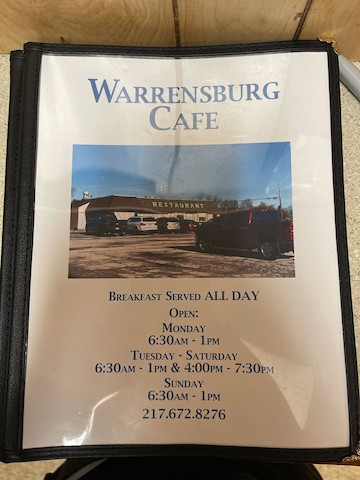 WARRENSBURG
CAFE
RESTAURANT
BREAKFAST SERVED ALL DAY
OPEN:
MONDAY
6:30AM - 1PM
TUESDAY - SATURDAY
6:30AM - 1PM & 4:00PM - 7:30PM
SUNDAY
6:30AM - 1PM
217.672.8276